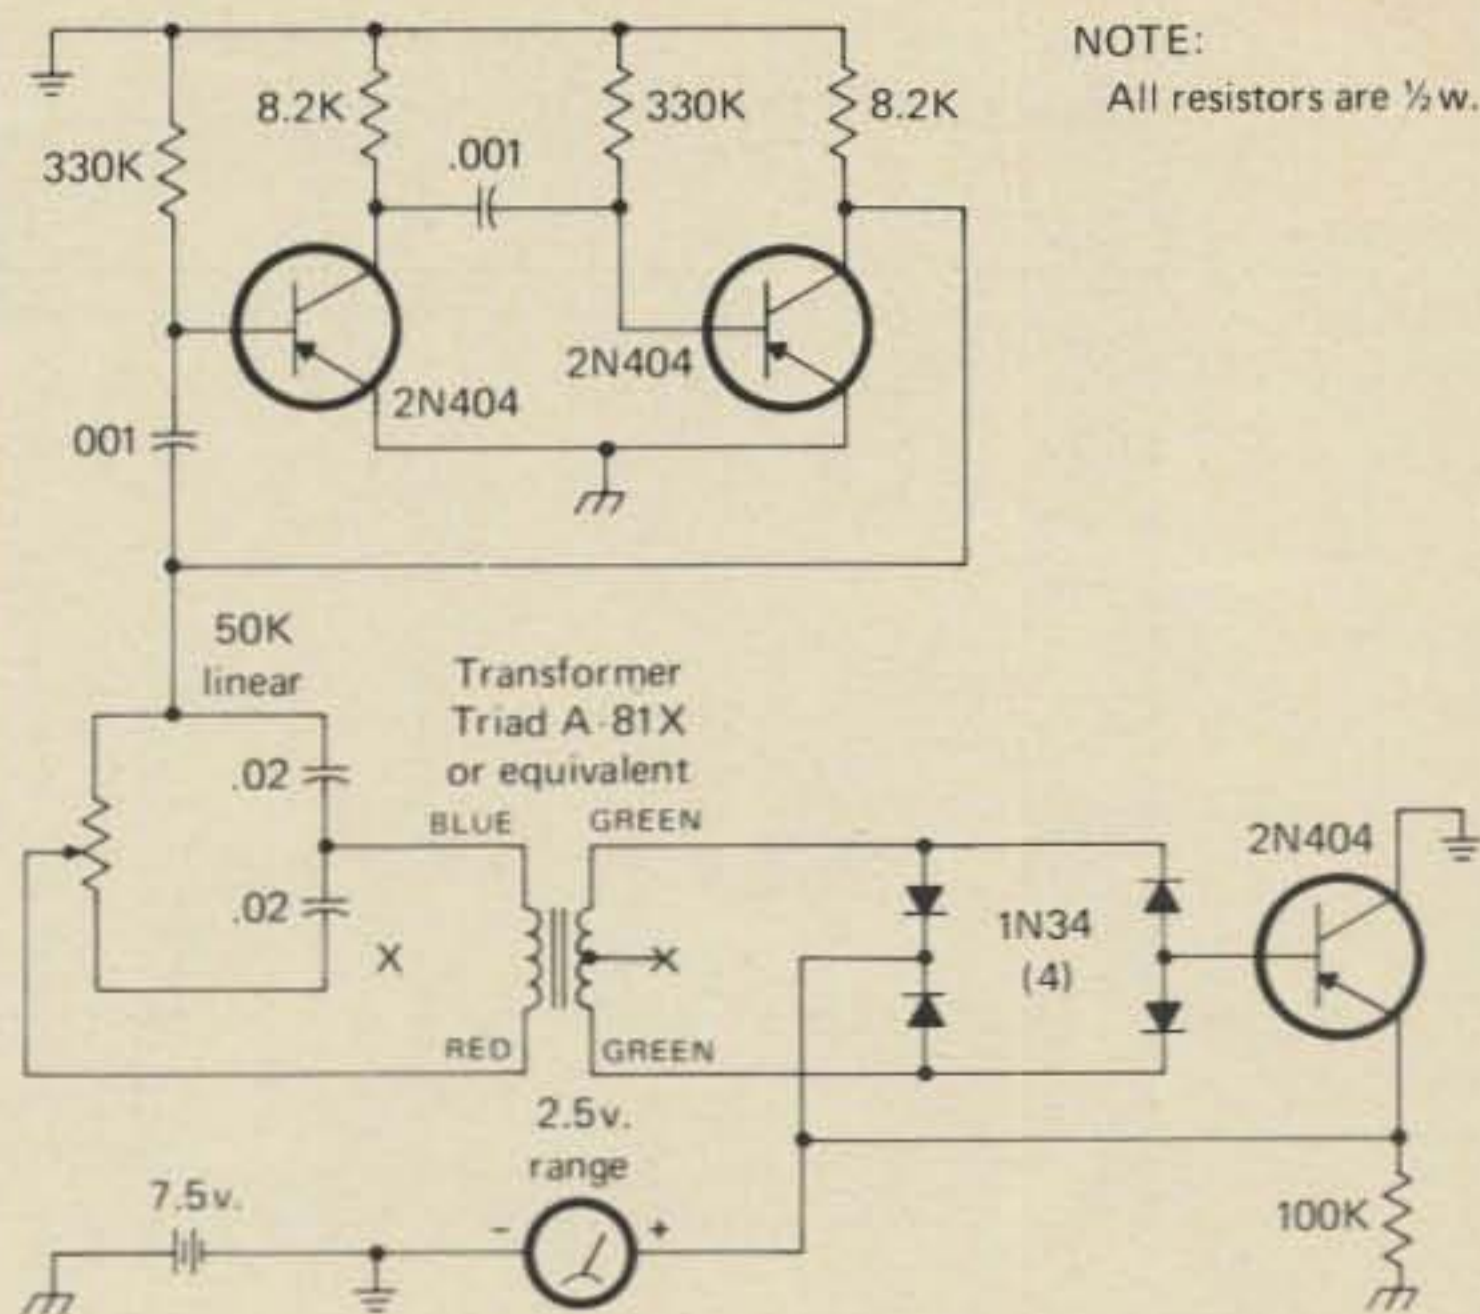 NOTE:
All resistors are ½w.
8.2K
330K
8.2K
330K
.001
2N404
2N404
001
50K
linear
Transformer
Triad A-81X
or equivalent
.02
BLUE
GREEN
2N404
.02
X
X
1N34
(4)
RED
GREEN
2.5v.
range
7.5v.
-
+
100K